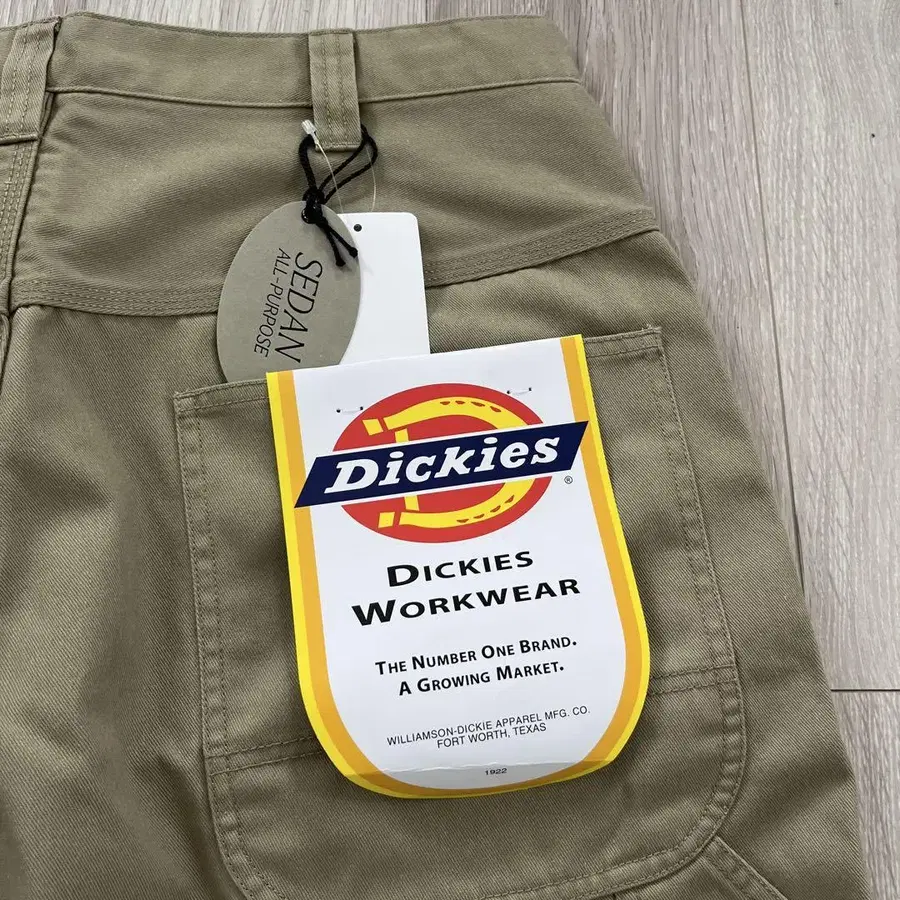 SEDAN
ALL-PURPOSE
Dickies
®
DICKIES
WORKWEAR
THE NUMBER ONE BRAND.
A GROWING MARKET.
WILLIAMSON-DICKIE APPAREL MFG. CO.
FORT WORTH, TEXAS
1922